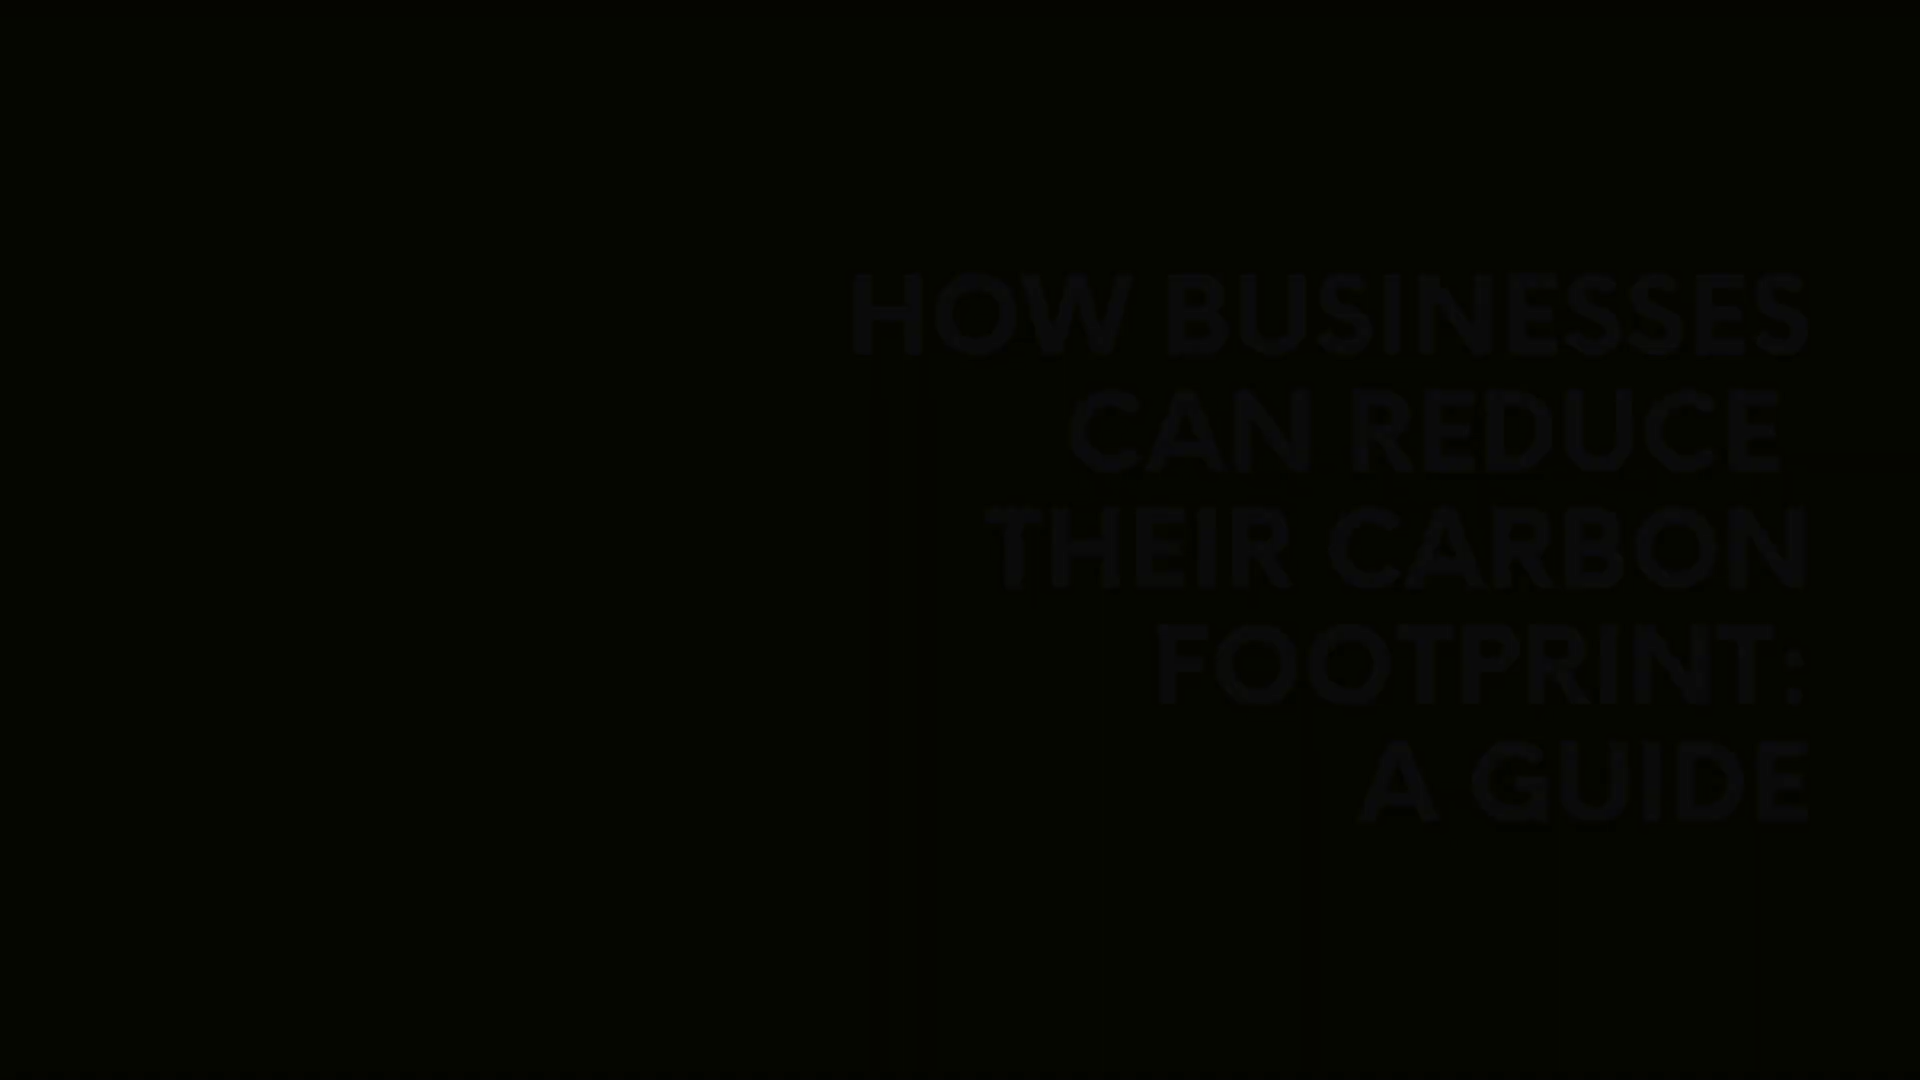 HOW BUSINESSES
CAN REDUCE
THEIR CARBON
FOOTPRINT:
A GUIDE